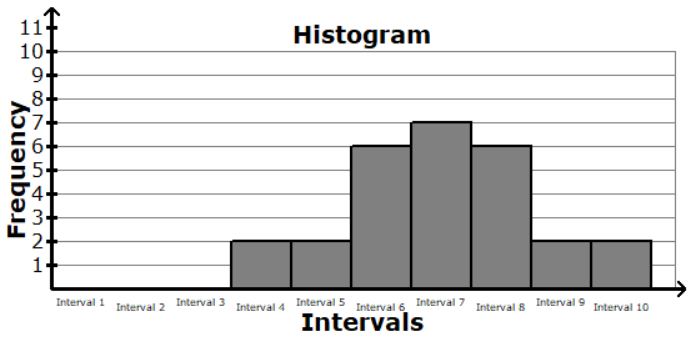 Histogram
Frequency
11
10
9
8
7
6
5
4
3
2
1
Interval 1
Interval 2
Interval 3
Interval 4
Interval 5
Interval 6
Interval 7
Interval 8
Interval 9
Interval 10
Intervals